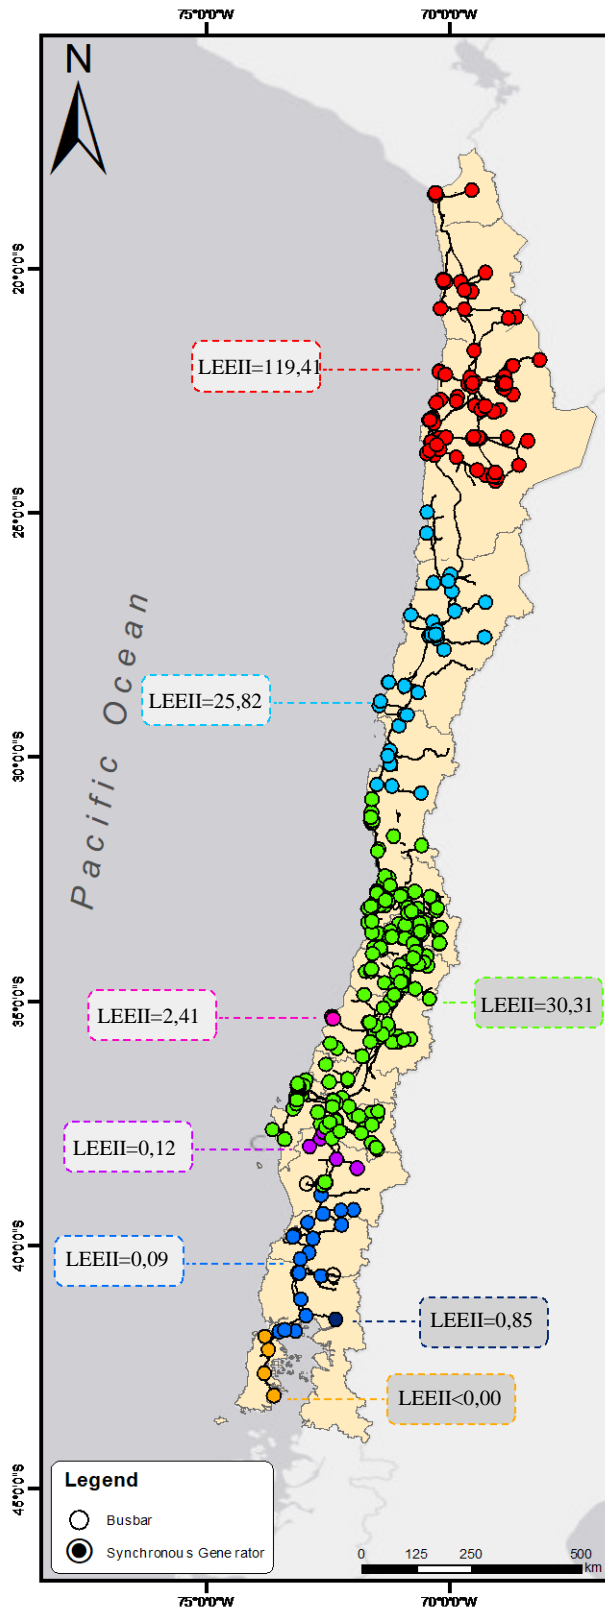 75°0'0"W 70°0'0"W
N
20°0'0"S
LEEII=119,41
25°0'0"S
Pacific Ocean
LEEII=25,82
30°0'0"S
LEEII=30,31
35°0'0"S
LEEII=2,41
LEEII=0,12
40°0'0"S
LEEII=0,09
LEEII=0,85
LEEII<0,00
Legend
Busbar
Synchronous Generator
45°0'0"S
0 125 250 500
km
75°0'0"W 70°0'0"W